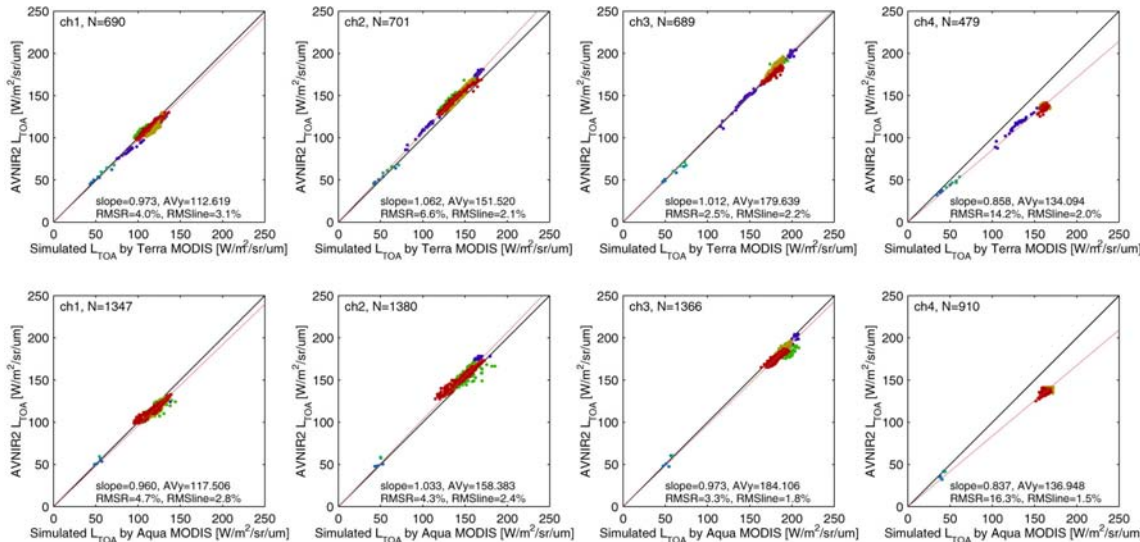 ch1, N=690
250
200
150
100
50
0
AVNIR2 L_TOA [W/m²/sr/um]
slope=0.973, AVy=112.619
RMSR=4.0%, RMSline=3.1%
0 50 100 150 200 250
Simulated L_TOA by Terra MODIS [W/m²/sr/um]
ch2, N=701
250
200
150
100
50
0
AVNIR2 L_TOA [W/m²/sr/um]
slope=1.062, AVy=151.520
RMSR=6.6%, RMSline=2.1%
0 50 100 150 200 250
Simulated L_TOA by Terra MODIS [W/m²/sr/um]
ch3, N=689
250
200
150
100
50
0
AVNIR2 L_TOA [W/m²/sr/um]
slope=1.012, AVy=179.639
RMSR=2.5%, RMSline=2.2%
0 50 100 150 200 250
Simulated L_TOA by Terra MODIS [W/m²/sr/um]
ch4, N=479
250
200
150
100
50
0
AVNIR2 L_TOA [W/m²/sr/um]
slope=0.858, AVy=134.094
RMSR=14.2%, RMSline=2.0%
0 50 100 150 200 250
Simulated L_TOA by Terra MODIS [W/m²/sr/um]
ch1, N=1347
250
200
150
100
50
0
AVNIR2 L_TOA [W/m²/sr/um]
slope=0.960, AVy=117.506
RMSR=4.7%, RMSline=2.8%
0 50 100 150 200 250
Simulated L_TOA by Aqua MODIS [W/m²/sr/um]
ch2, N=1380
250
200
150
100
50
0
AVNIR2 L_TOA [W/m²/sr/um]
slope=1.033, AVy=158.383
RMSR=4.3%, RMSline=2.4%
0 50 100 150 200 250
Simulated L_TOA by Aqua MODIS [W/m²/sr/um]
ch3, N=1366
250
200
150
100
50
0
AVNIR2 L_TOA [W/m²/sr/um]
slope=0.973, AVy=184.106
RMSR=3.3%, RMSline=1.8%
0 50 100 150 200 250
Simulated L_TOA by Aqua MODIS [W/m²/sr/um]
ch4, N=910
250
200
150
100
50
0
AVNIR2 L_TOA [W/m²/sr/um]
slope=0.837, AVy=136.948
RMSR=16.3%, RMSline=1.5%
0 50 100 150 200 250
Simulated L_TOA by Aqua MODIS [W/m²/sr/um]